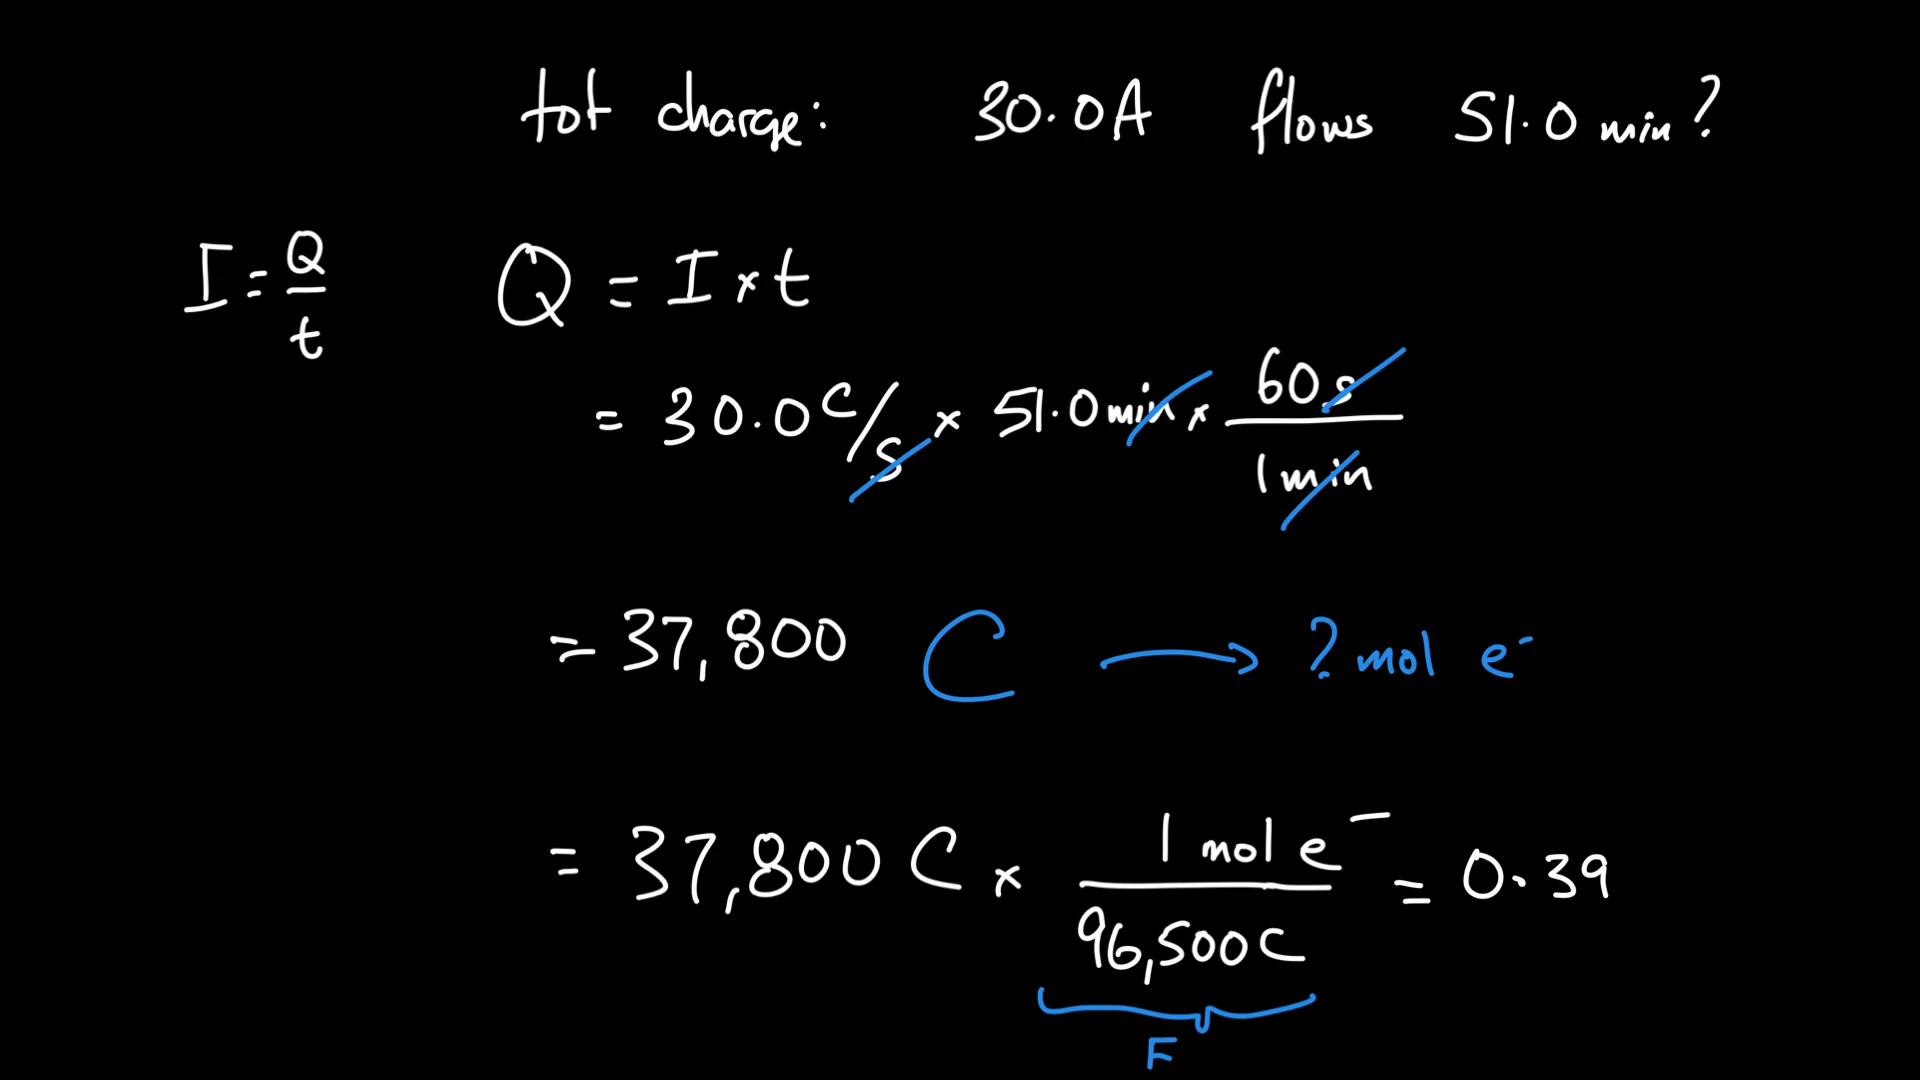 tot charge: 30.0A flows 51.0 min?
I = Q/t Q = I × t
= 30.0 C/s × 51.0 min × 60 s / 1 min
= 37,800 C → ? mol e⁻
= 37,800 C × 1 mol e⁻ / 96,500 C = 0.39
F